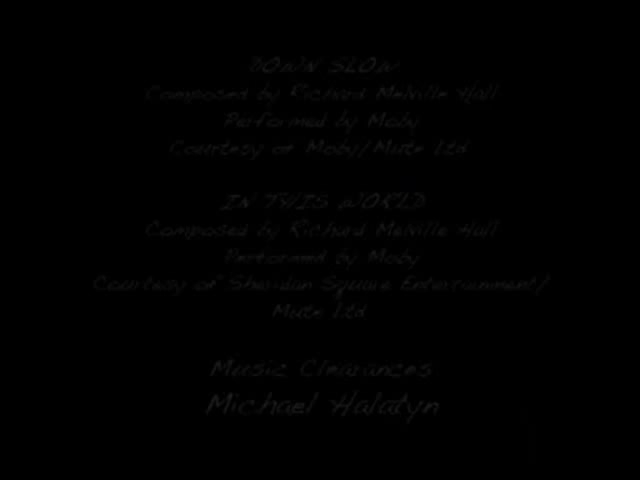 DOWN SLOW
Composed by Richard Melville Hall
Performed by Moby
Courtesy of Moby/Mute Ltd
IN THIS WORLD
Composed by Richard Melville Hall
Performed by Moby
Courtesy of Sheridan Square Entertainment/
Mute Ltd
Music Clearances
Michael Halatyn